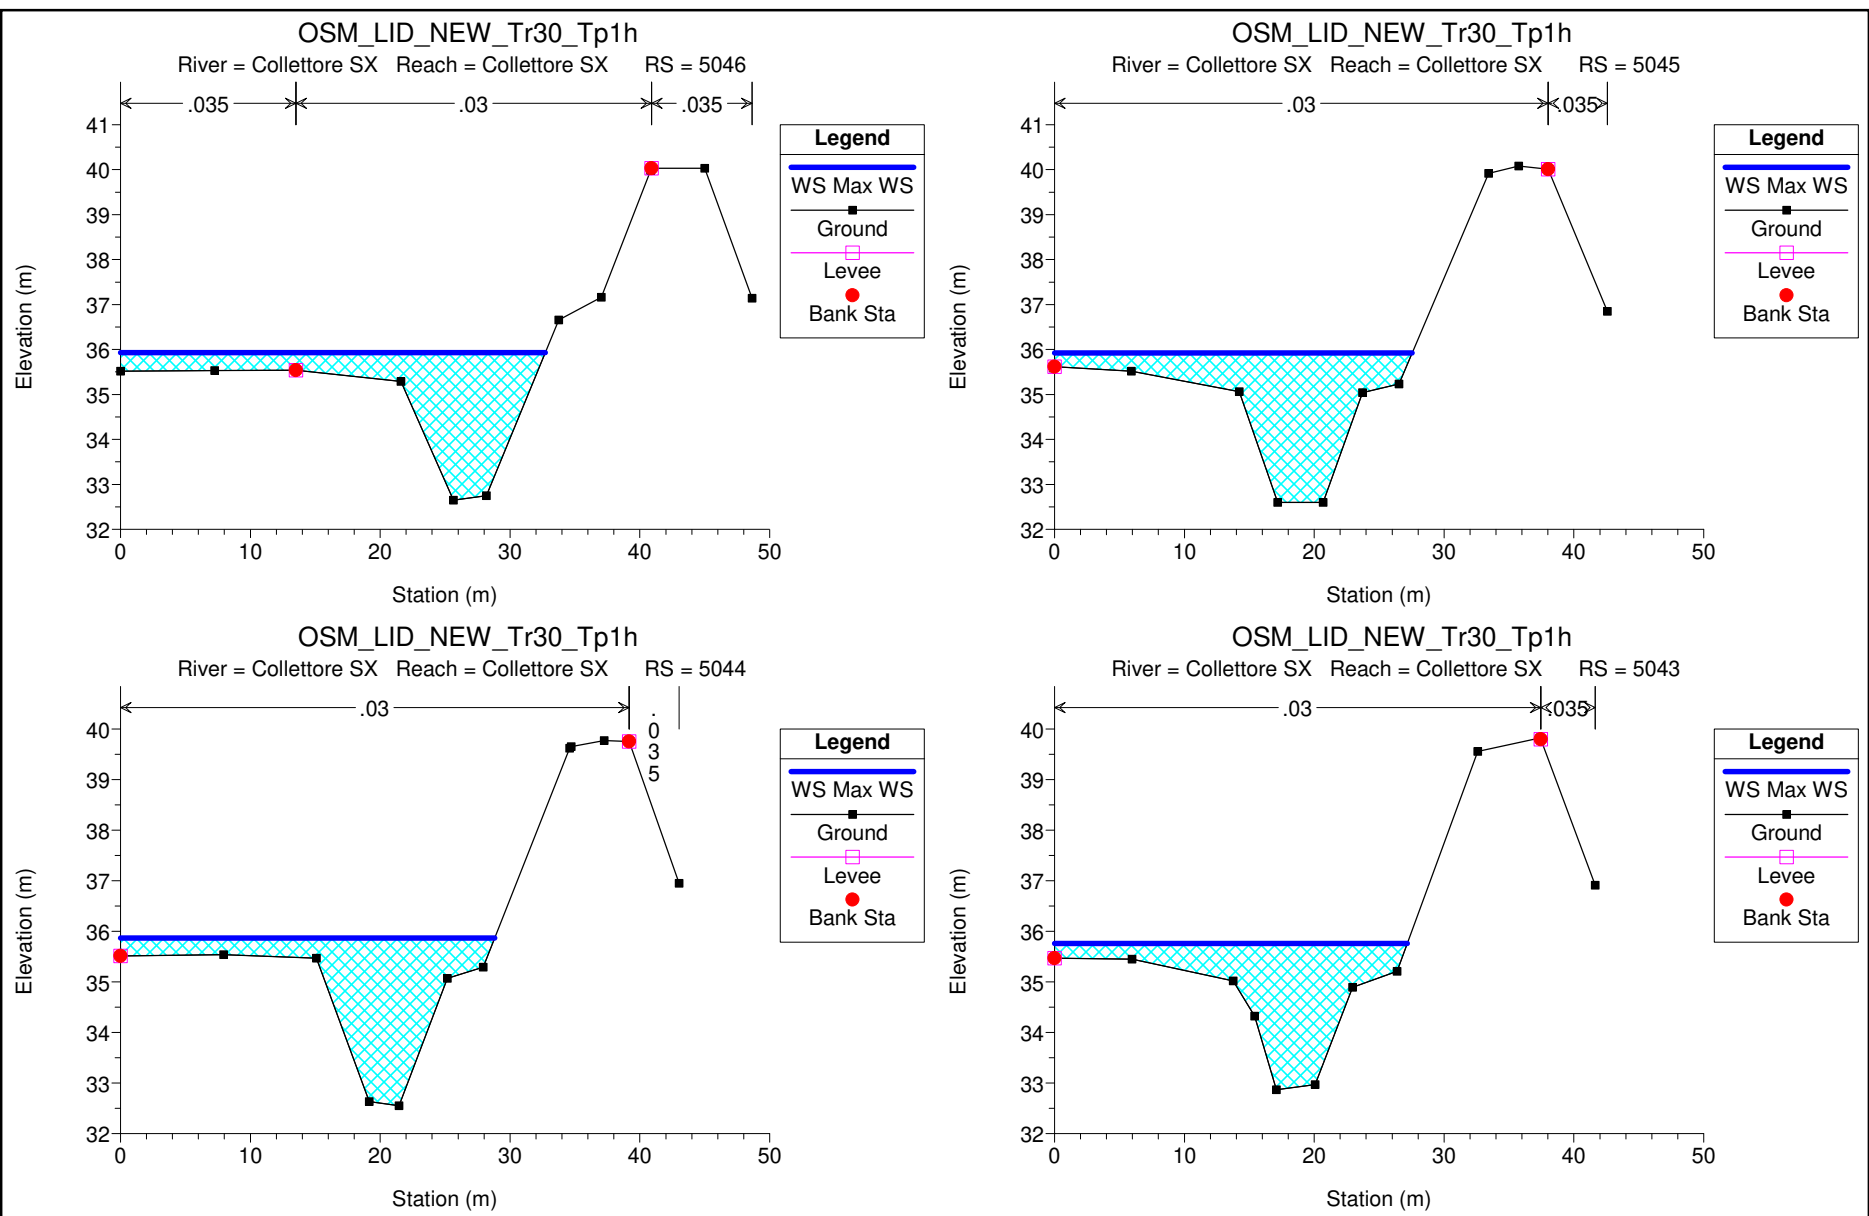 OSM_LID_NEW_Tr30_Tp1h
River = Collettore SX Reach = Collettore SX RS = 5046
.035 .03 .035
41
40
39
38
37
36
35
34
33
32
0 10 20 30 40 50
Elevation (m)
Station (m)
Legend
WS Max WS
Ground
Levee
Bank Sta
OSM_LID_NEW_Tr30_Tp1h
River = Collettore SX Reach = Collettore SX RS = 5045
.03 .035
41
40
39
38
37
36
35
34
33
32
0 10 20 30 40 50
Elevation (m)
Station (m)
Legend
WS Max WS
Ground
Levee
Bank Sta
OSM_LID_NEW_Tr30_Tp1h
River = Collettore SX Reach = Collettore SX RS = 5044
.03 .035
40
39
38
37
36
35
34
33
32
0 10 20 30 40 50
Elevation (m)
Station (m)
Legend
WS Max WS
Ground
Levee
Bank Sta
OSM_LID_NEW_Tr30_Tp1h
River = Collettore SX Reach = Collettore SX RS = 5043
.03 .035
40
39
38
37
36
35
34
33
32
0 10 20 30 40 50
Elevation (m)
Station (m)
Legend
WS Max WS
Ground
Levee
Bank Sta